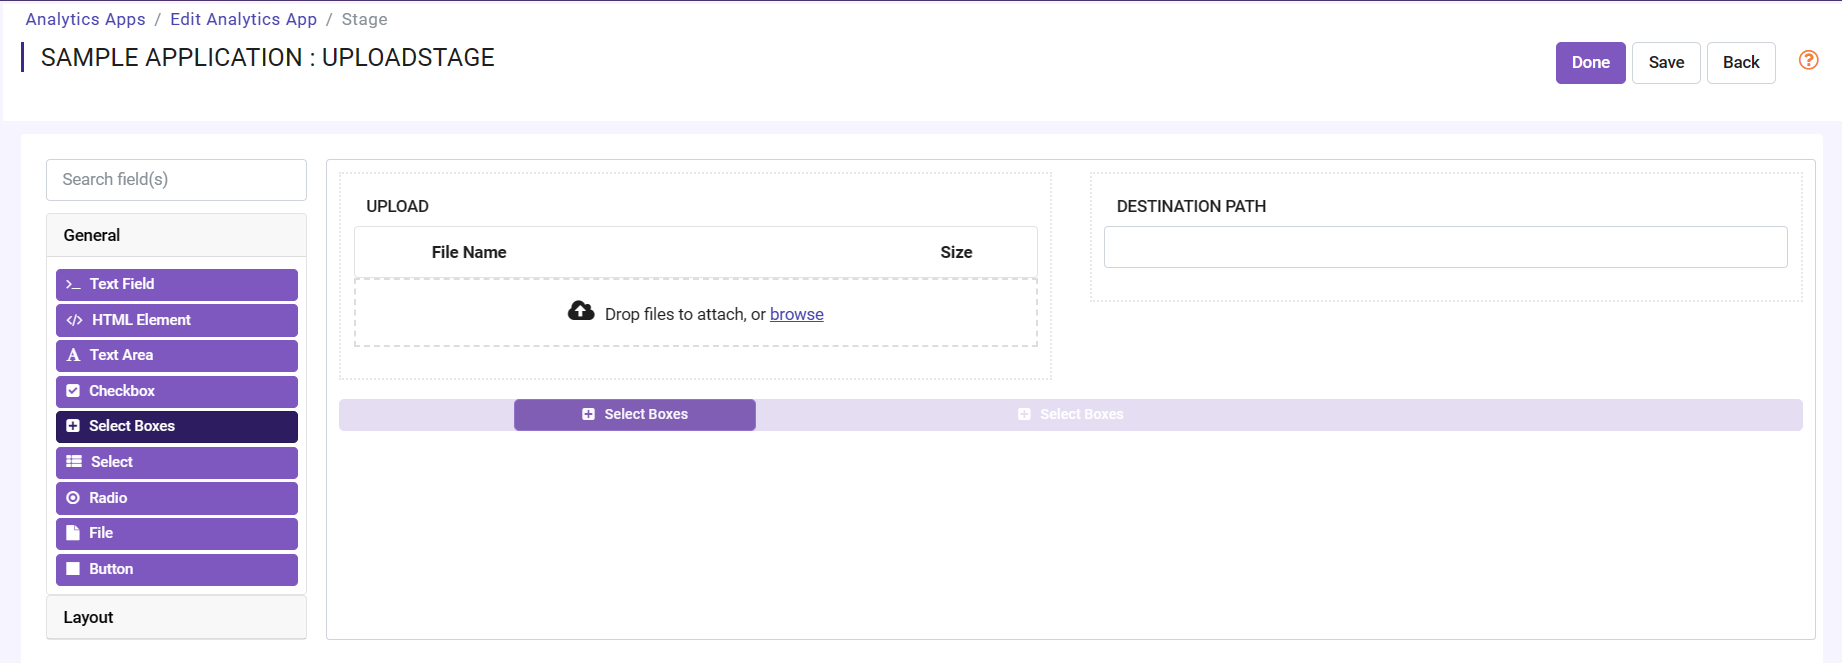 Analytics Apps / Edit Analytics App / Stage
SAMPLE APPLICATION : UPLOADSTAGE
Done
Save
Back
?
Search field(s)
General
Text Field
HTML Element
Text Area
Checkbox
Select Boxes
Select
Radio
File
Button
Layout
UPLOAD
File Name Size
Drop files to attach, or browse
DESTINATION PATH
Select Boxes
Select Boxes